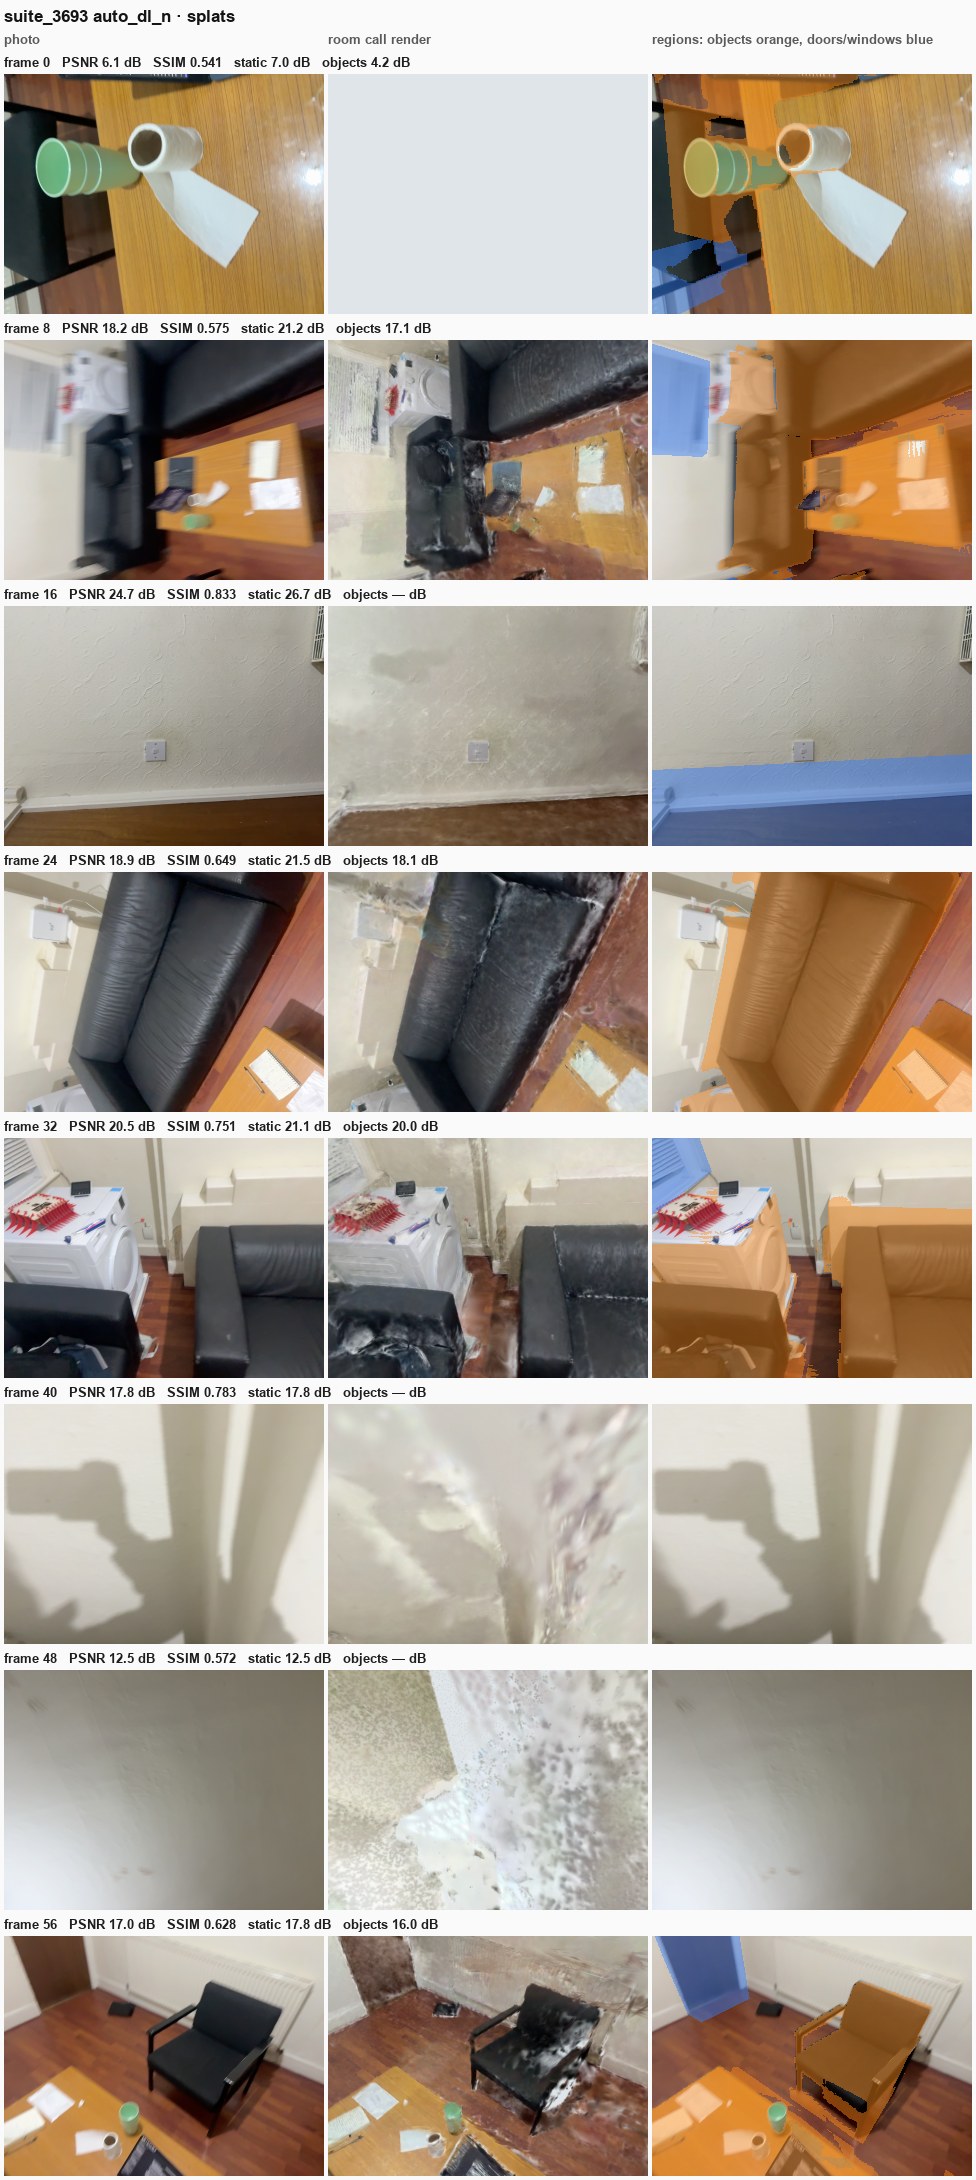 suite_3693 auto_dl_n · splats
photo room call render regions: objects orange, doors/windows blue
frame 0 PSNR 6.1 dB SSIM 0.541 static 7.0 dB objects 4.2 dB
frame 8 PSNR 18.2 dB SSIM 0.575 static 21.2 dB objects 17.1 dB
frame 16 PSNR 24.7 dB SSIM 0.833 static 26.7 dB objects — dB
frame 24 PSNR 18.9 dB SSIM 0.649 static 21.5 dB objects 18.1 dB
frame 32 PSNR 20.5 dB SSIM 0.751 static 21.1 dB objects 20.0 dB
frame 40 PSNR 17.8 dB SSIM 0.783 static 17.8 dB objects — dB
frame 48 PSNR 12.5 dB SSIM 0.572 static 12.5 dB objects — dB
frame 56 PSNR 17.0 dB SSIM 0.628 static 17.8 dB objects 16.0 dB